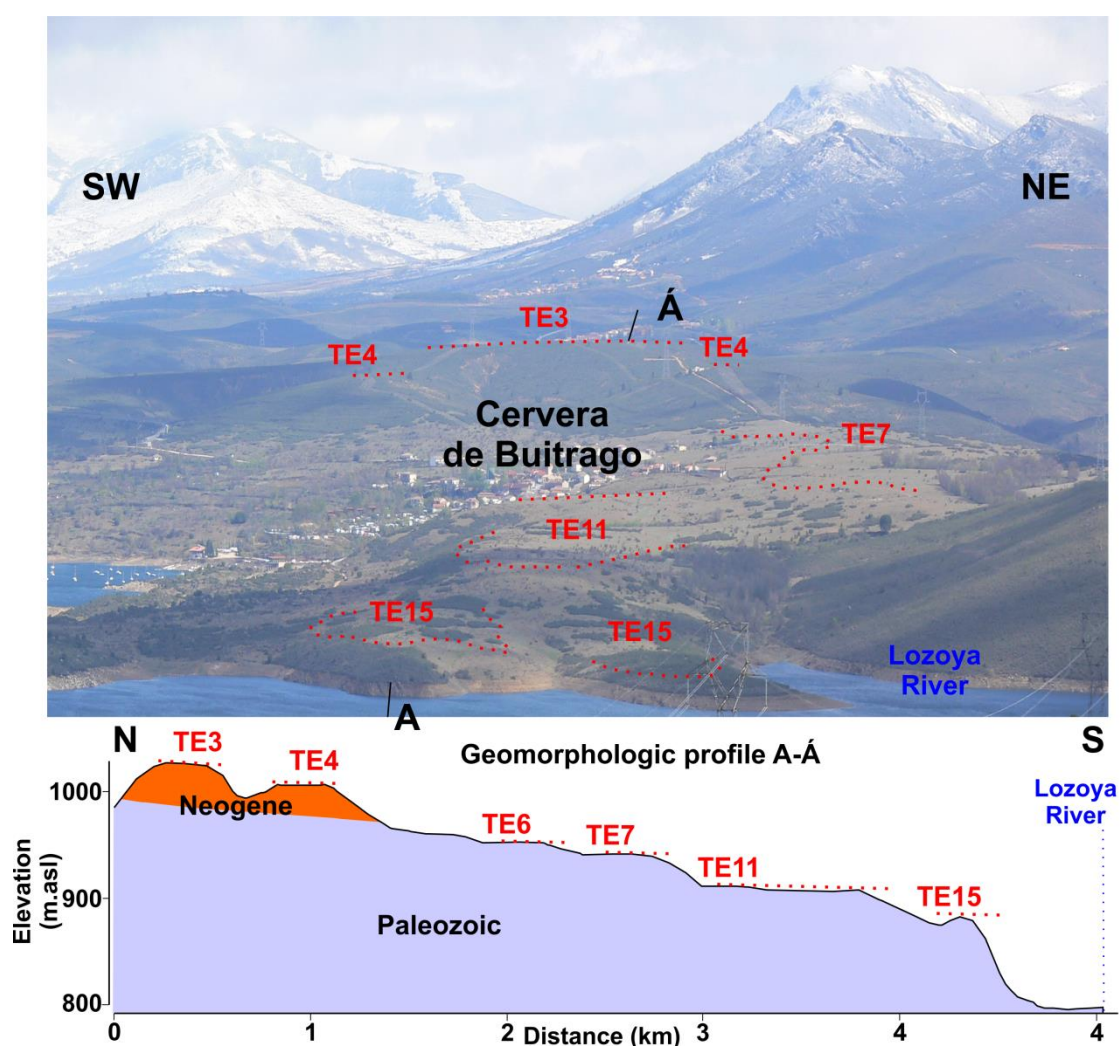 SW
NE
TE3
Á
TE4
TE4
Cervera
de Buitrago
TE7
TE11
TE15
TE15
Lozoya
River
A
N
S
TE3
Geomorphologic profile A-Á
TE4
1000
Neogene
Lozoya
River
TE6
TE7
TE11
900
TE15
Elevation
(m.asl)
Paleozoic
800
0
1
2
Distance (km)
3
4
4